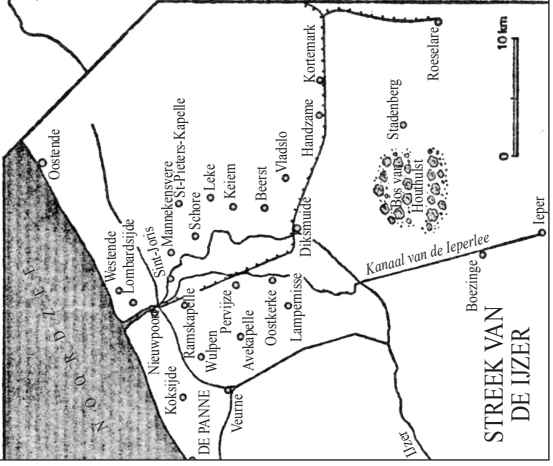 NOORDZEE
Oostende
Westende
Lombardsijde
Sint-Joris
Mannekensvere
St-Pieters-Kapelle
Schore
Leke
Keiem
Beerst
Vladslo
Handzame
Kortemark
Roeselare
Stadenberg
Bos van
Houthulst
Diksmuide
Nieuwpoort
Ramskapelle
Wulpen
Pervijze
Avekapelle
Oostkerke
Lampernisse
Koksijde
DE PANNE
Veurne
IJzer
Kanaal van de Ieperlee
Boezinge
Ieper
0 10 km
STREEK VAN
DE IJZER